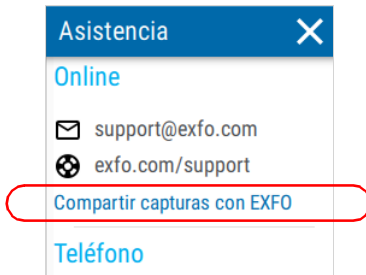 Asistencia
Online
support@exfo.com
exfo.com/support
Compartir capturas con EXFO
Teléfono